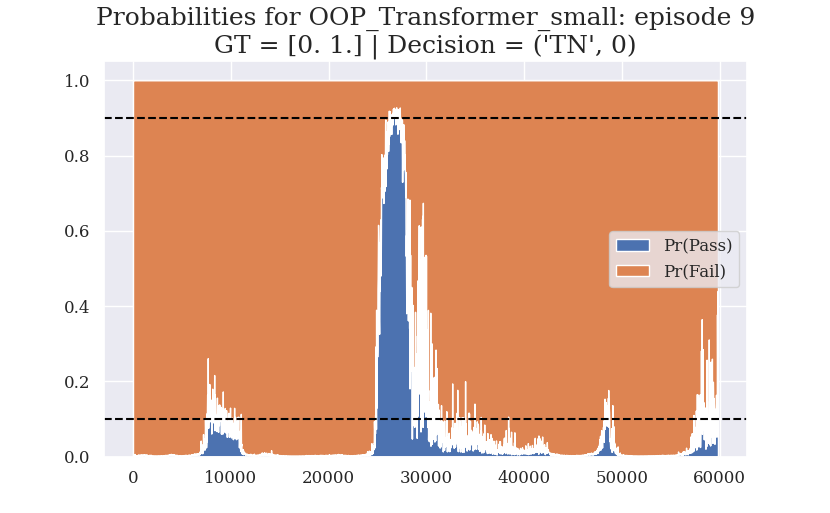 Probabilities for OOP_Transformer_small: episode 9
GT = [0. 1.] | Decision = ('TN', 0)
1.0
0.8
0.6
0.4
0.2
0.0
Pr(Pass)
Pr(Fail)
0 10000 20000 30000 40000 50000 60000